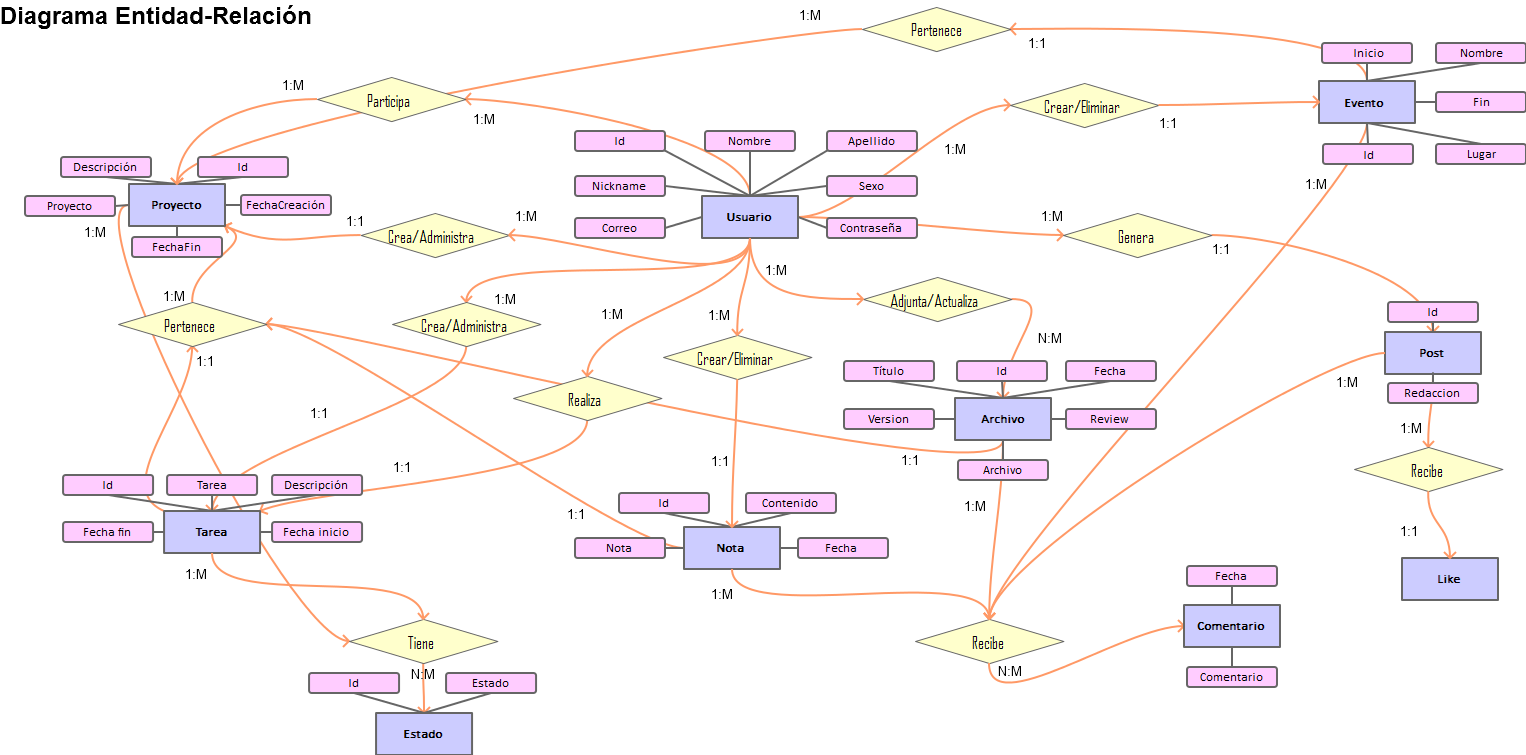 Diagrama Entidad-Relación
1:M
Pertenece
1:1
Inicio
Nombre
1:M
Participa
1:M
Crear/Eliminar
1:1
Evento
Fin
Id
Nombre
Apellido
1:M
Id
Lugar
Descripción
Id
Nickname
Sexo
1:M
Proyecto
Proyecto
FechaCreación
Usuario
1:M
FechaFin
1:1
Crea/Administra
1:M
Correo
Contraseña
1:M
Genera
1:1
1:M
1:M
Pertenece
1:1
1:M
Crea/Administra
1:M
1:M
Crear/Eliminar
Adjunta/Actualiza
N:M
Id
Post
Redaccion
1:M
Título
Id
Fecha
Realiza
1:1
Version
Archivo
Review
1:M
Archivo
1:1
1:1
1:1
Recibe
Id
Tarea
Descripción
Fecha fin
Tarea
Fecha inicio
Id
Contenido
1:M
1:1
Nota
Nota
Fecha
1:1
Like
1:M
1:M
Fecha
Comentario
Comentario
Tiene
Recibe
N:M
N:M
Id
Estado
Estado